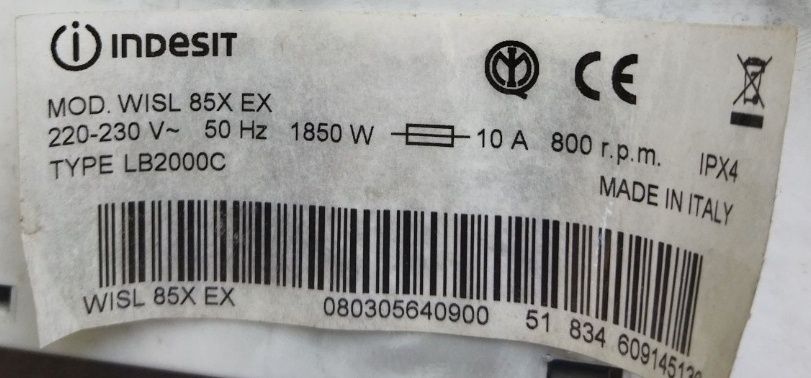 INDESIT
MOD. WISL 85X EX
220-230 V~ 50 Hz 1850 W 10 A 800 r.p.m. IPX4
TYPE LB2000C
MADE IN ITALY
WISL 85X EX 080305640900 51 834